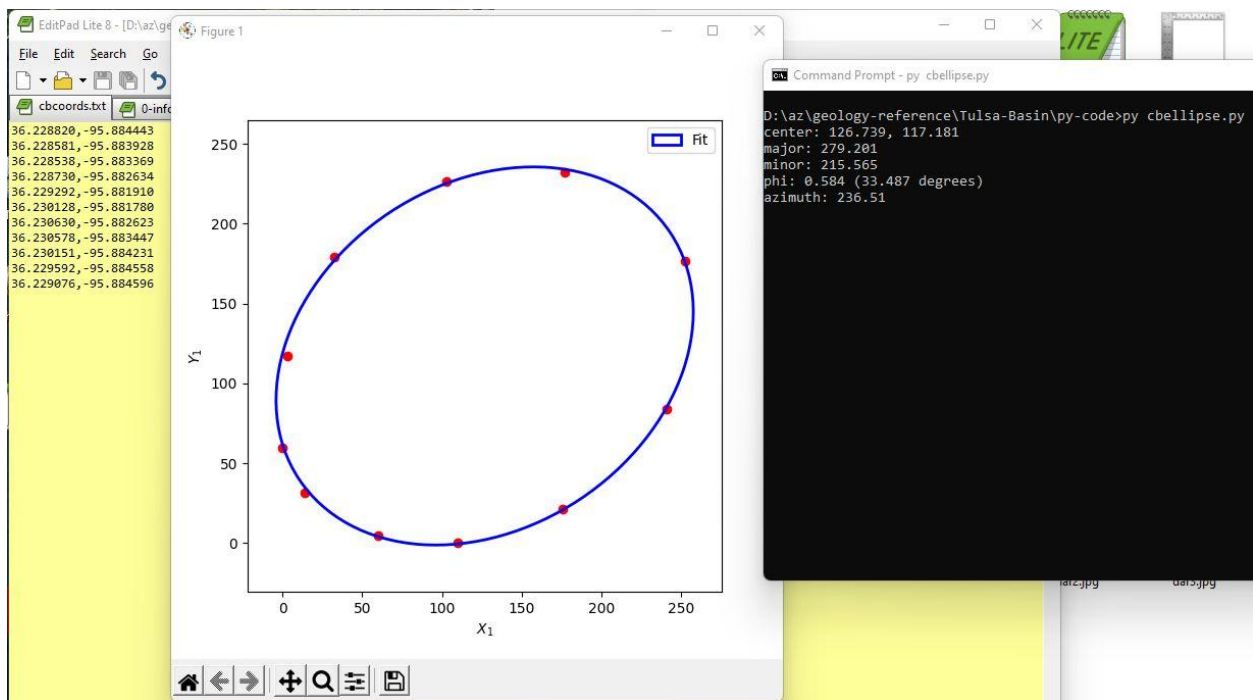 EditPad Lite 8 - [D:\az\ge
File Edit Search Go
cbcoords.txt
0-info
36.228820,-95.884443
36.228581,-95.883928
36.228538,-95.883369
36.228730,-95.882634
36.229292,-95.881910
36.230128,-95.881780
36.230630,-95.882623
36.230578,-95.883447
36.230151,-95.884231
36.229592,-95.884558
36.229076,-95.884596
Figure 1
Fit
250
200
150
100
50
0
Y1
0 50 100 150 200 250
X1
LITE
Command Prompt - py cbellipse.py
D:\az\geology-reference\Tulsa-Basin\py-code>py cbellipse.py
center: 126.739, 117.181
major: 279.201
minor: 215.565
phi: 0.584 (33.487 degrees)
azimuth: 236.51